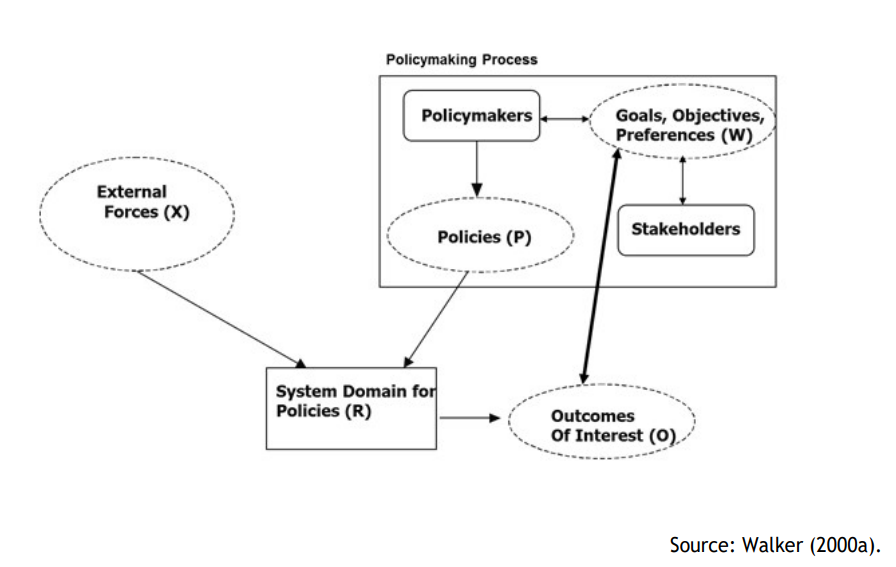 Policymaking Process
Policymakers
Goals, Objectives,
Preferences (W)
External
Forces (X)
Policies (P)
Stakeholders
System Domain for
Policies (R)
Outcomes
Of Interest (O)
Source: Walker (2000a).